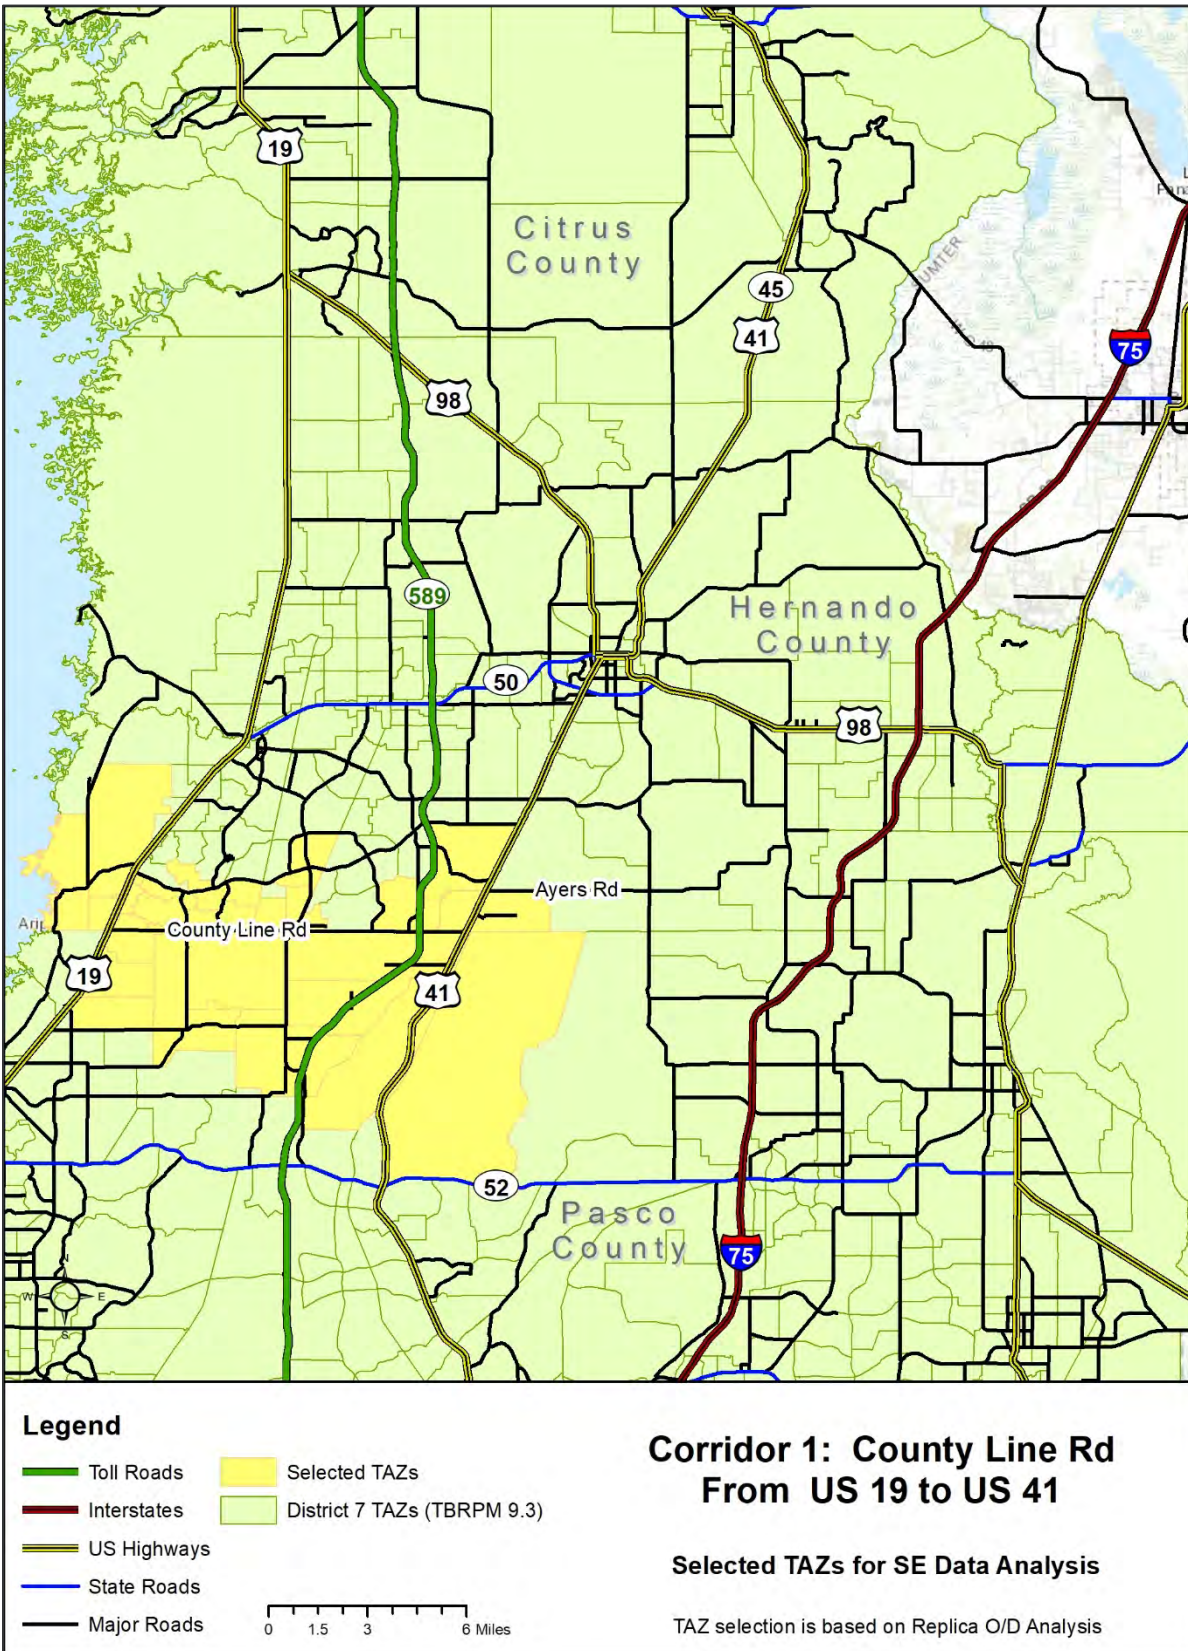 19
Citrus
County
45
41
SUMTER
75
98
589
Hernando
County
50
98
Ayers Rd
County Line Rd
19
41
52
Pasco
County
75
N
W
E
S
Legend
Toll Roads
Selected TAZs
Interstates
District 7 TAZs (TBRPM 9.3)
US Highways
State Roads
Major Roads
0 1.5 3 6 Miles
Corridor 1: County Line Rd
From US 19 to US 41
Selected TAZs for SE Data Analysis
TAZ selection is based on Replica O/D Analysis